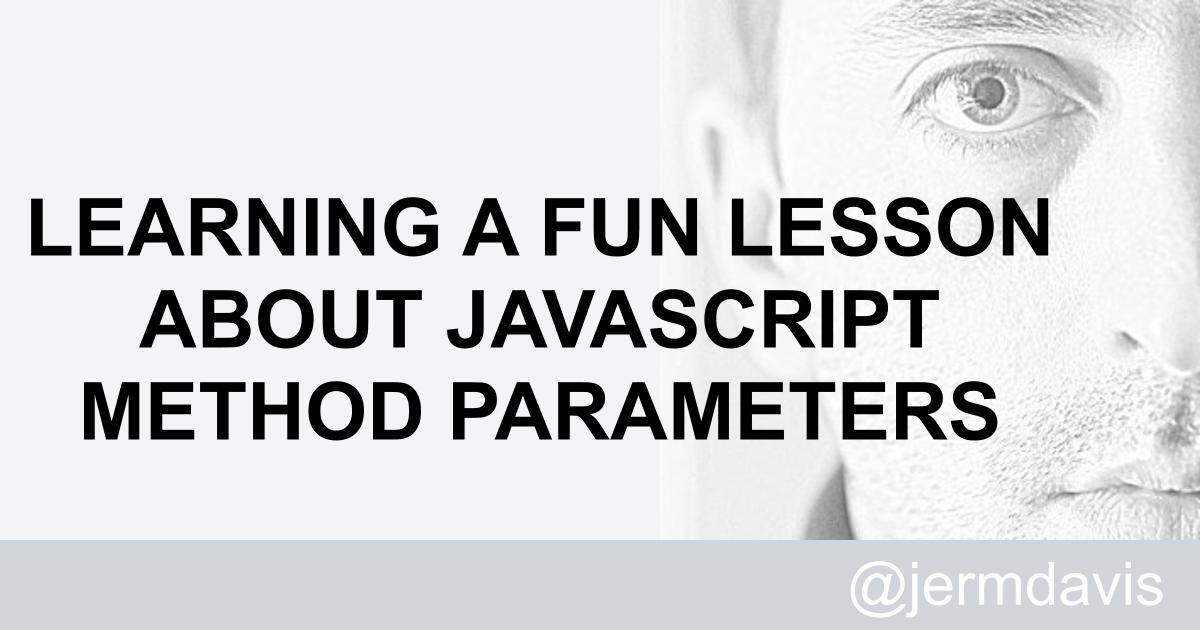 LEARNING A FUN LESSON
ABOUT JAVASCRIPT
METHOD PARAMETERS
@jermdavis